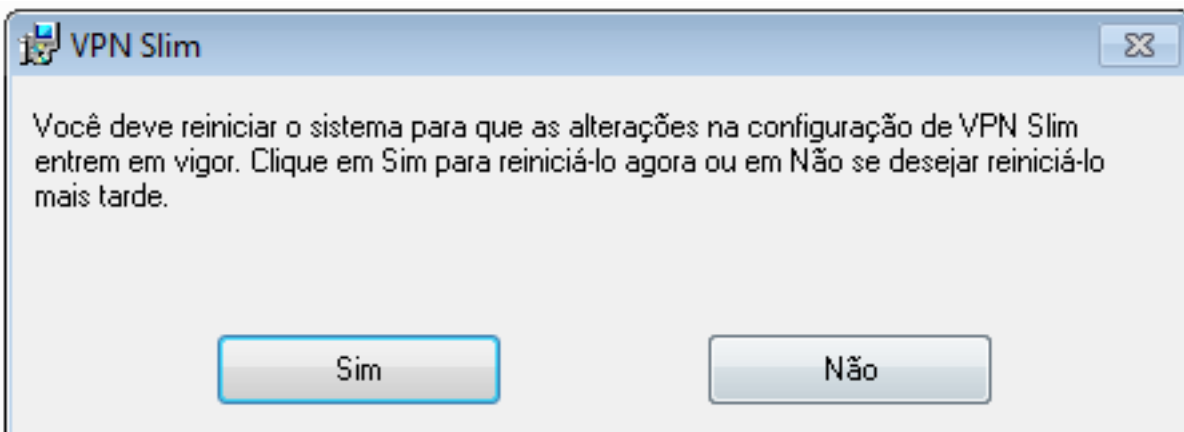 VPN Slim
Você deve reiniciar o sistema para que as alterações na configuração de VPN Slim
entrem em vigor. Clique em Sim para reiniciá-lo agora ou em Não se desejar reiniciá-lo
mais tarde.
Sim Não